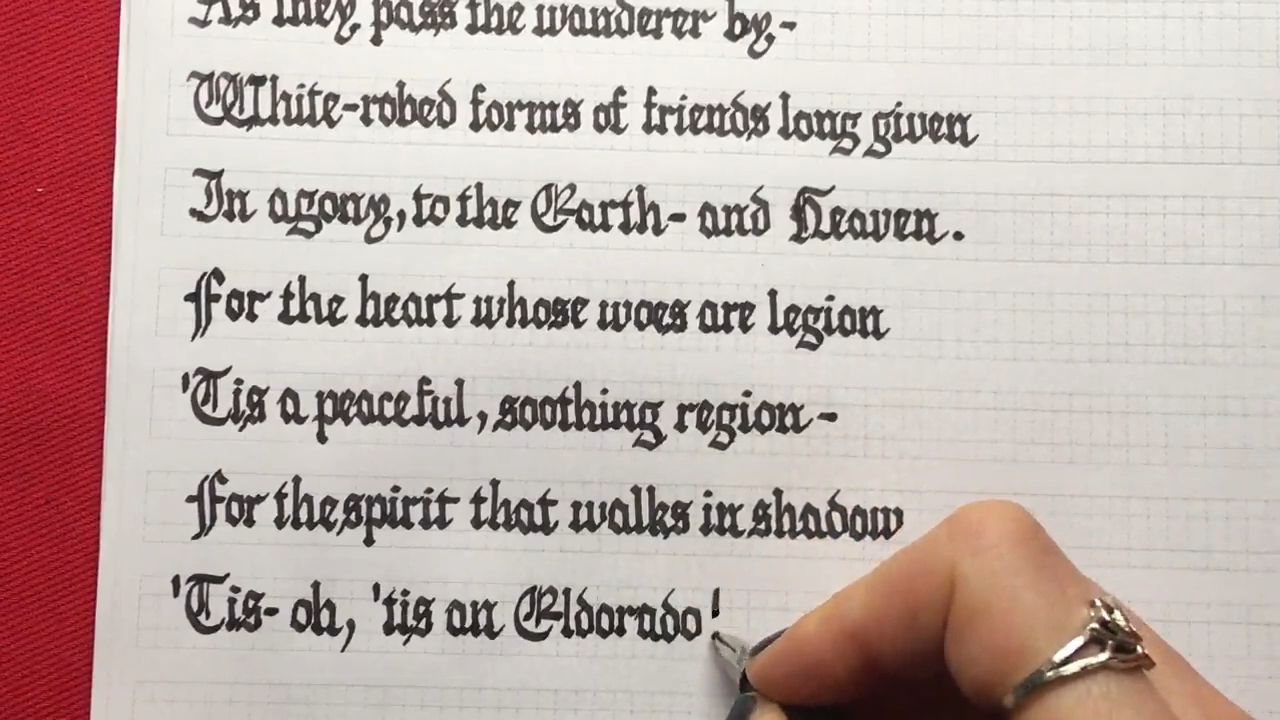 As they pass the wanderer by,-
White-robed forms of friends long given
In agony, to the Earth- and Heaven.
For the heart whose woes are legion
'Tis a peaceful, soothing region-
For the spirit that walks in shadow
'Tis- oh, 'tis an Eldorado!